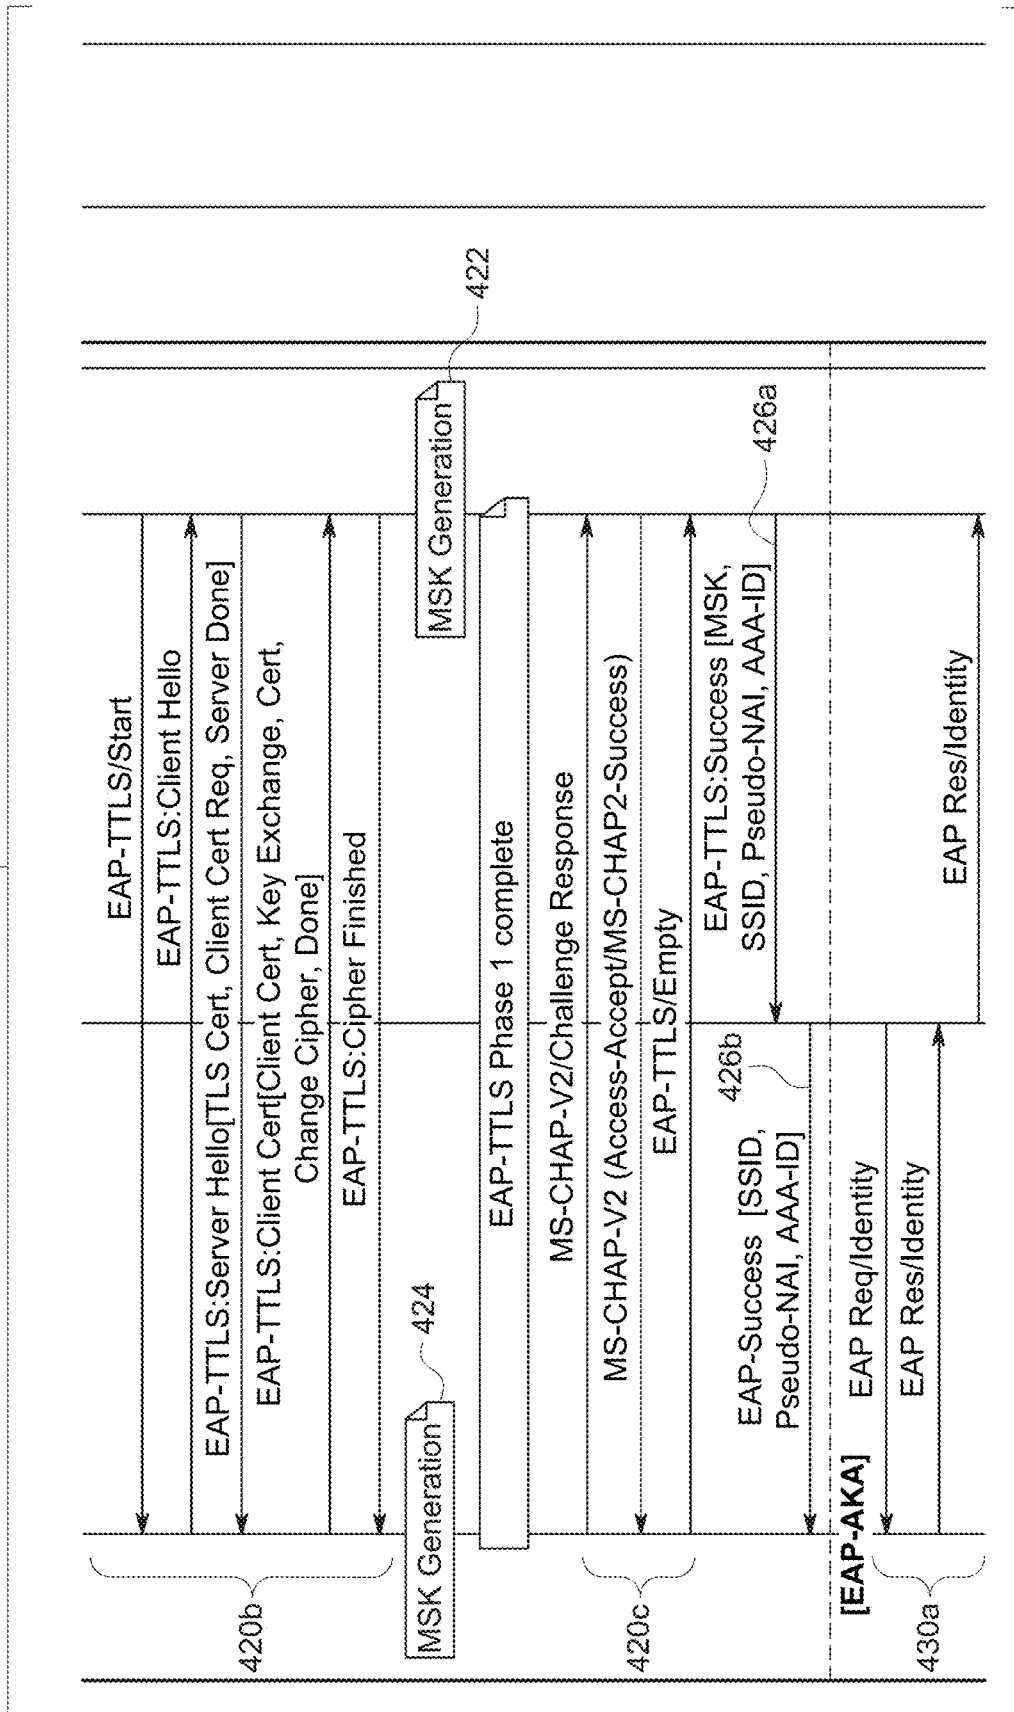 EAP-TTLS/Start
EAP-TTLS:Client Hello
420b
EAP-TTLS:Server Hello[TLS Cert, Client Cert Req, Server Done]
EAP-TTLS:Client Cert[Client Cert, Key Exchange, Cert,
Change Cipher, Done]
EAP-TTLS:Cipher Finished
MSK Generation
424
MSK Generation
422
EAP-TTLS Phase 1 complete
MS-CHAP-V2/Challenge Response
420c
MS-CHAP-V2 (Access-Accept/MS-CHAP2-Success)
EAP-TTLS/Empty
EAP-TTLS:Success [MSK,
SSID, Pseudo-NAI, AAA-ID]
426a
EAP-Success [SSID,
Pseudo-NAI, AAA-ID]
426b
[EAP-AKA]
EAP Req/Identity
430a
EAP Res/Identity
EAP Res/Identity